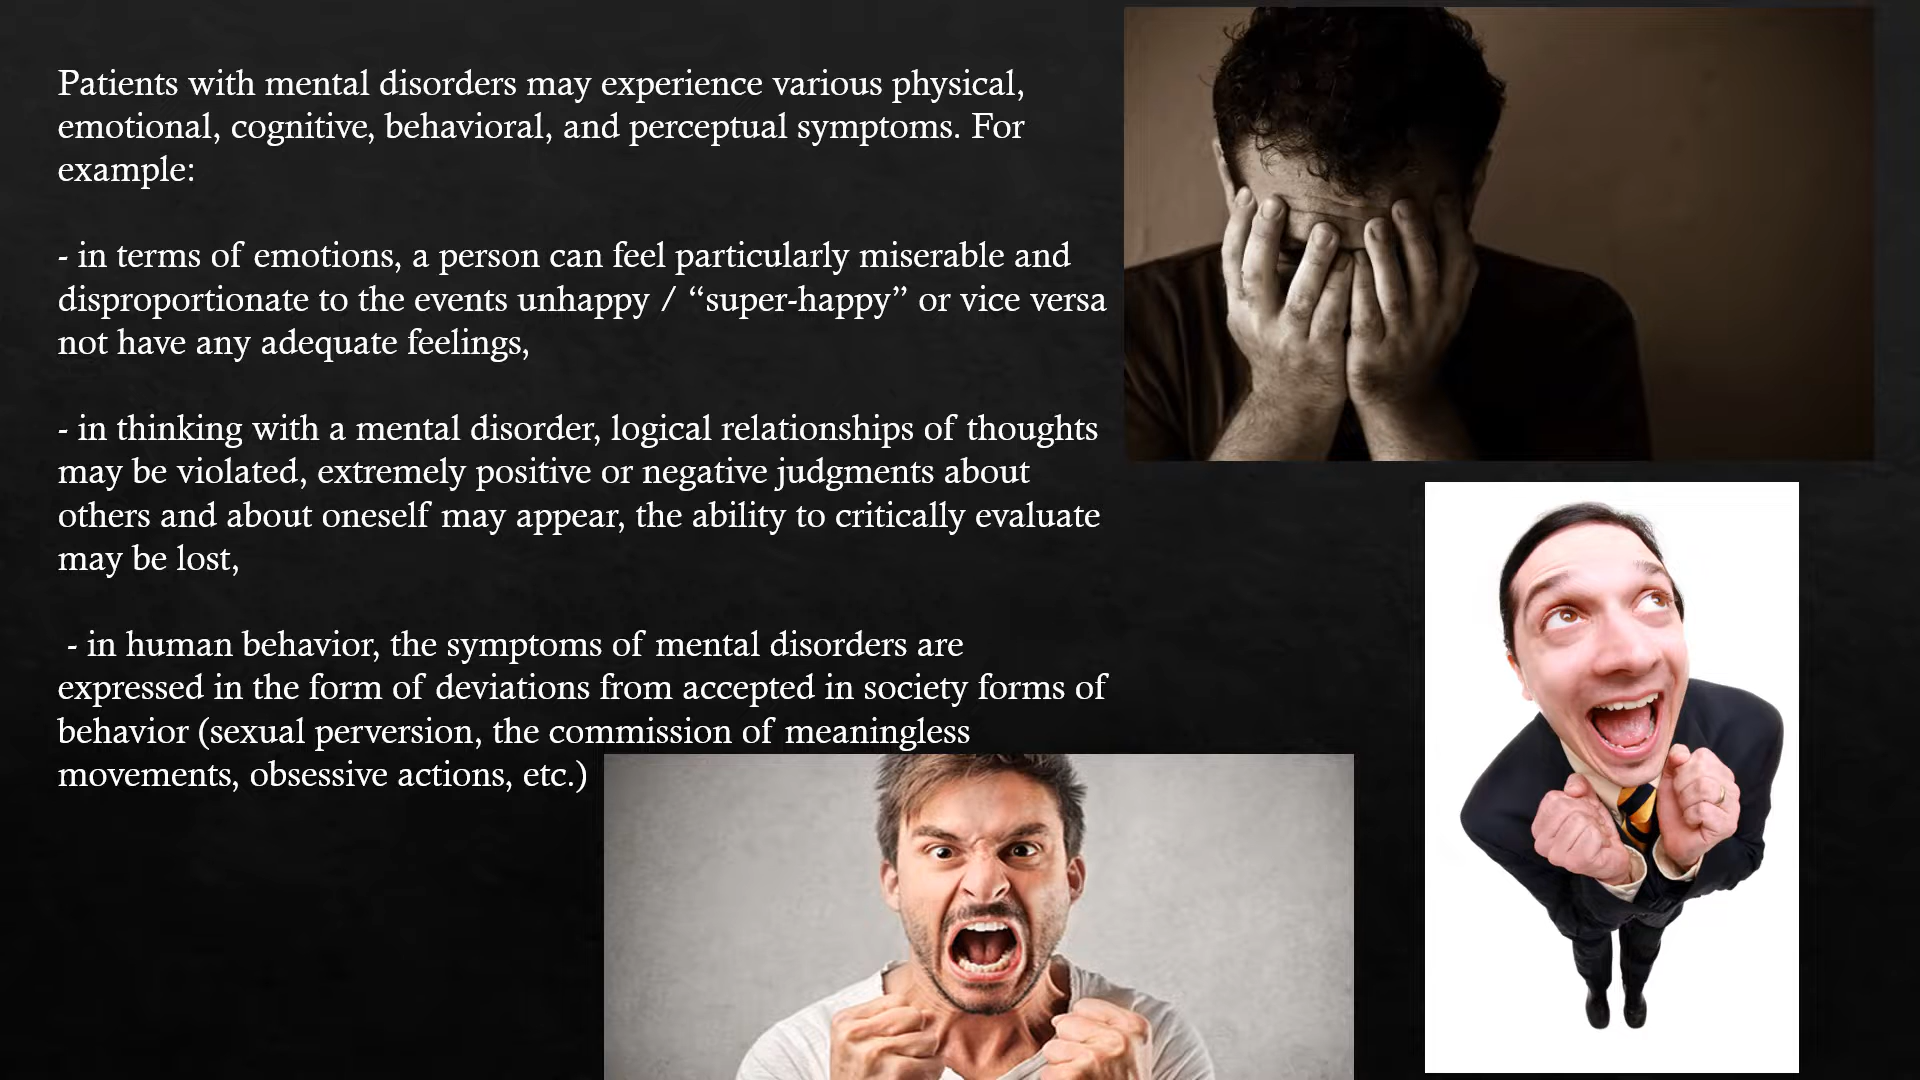 Patients with mental disorders may experience various physical,
emotional, cognitive, behavioral, and perceptual symptoms. For
example:
- in terms of emotions, a person can feel particularly miserable and
disproportionate to the events unhappy / “super-happy” or vice versa
not have any adequate feelings,
- in thinking with a mental disorder, logical relationships of thoughts
may be violated, extremely positive or negative judgments about
others and about oneself may appear, the ability to critically evaluate
may be lost,
- in human behavior, the symptoms of mental disorders are
expressed in the form of deviations from accepted in society forms of
behavior (sexual perversion, the commission of meaningless
movements, obsessive actions, etc.)